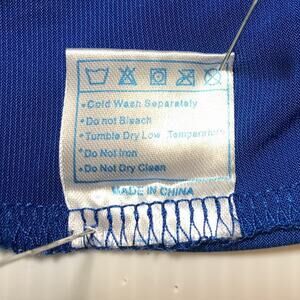 •Cold Wash Separately
•Do not Bleach
•Tumble Dry Low Temperature
•Do Not Iron
•Do Not Dry Clean
MADE IN CHINA